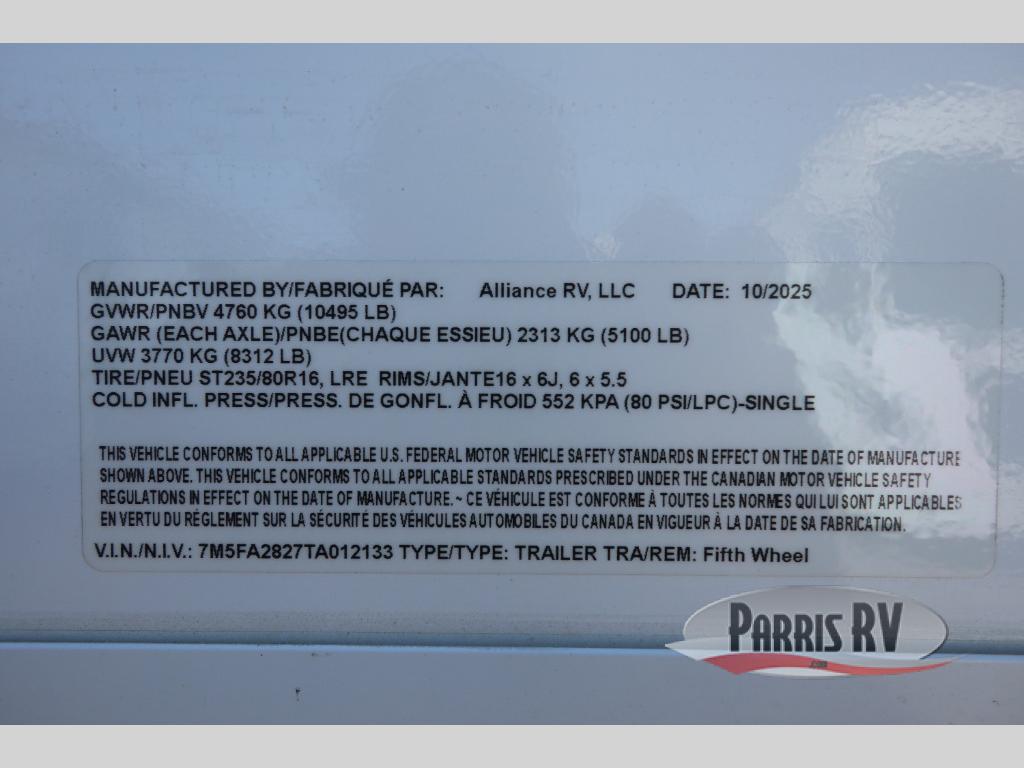 MANUFACTURED BY/FABRIQUÉ PAR: Alliance RV, LLC DATE: 10/2025
GVWR/PNBV 4760 KG (10495 LB)
GAWR (EACH AXLE)/PNBE(CHAQUE ESSIEU) 2313 KG (5100 LB)
UVW 3770 KG (8312 LB)
TIRE/PNEU ST235/80R16, LRE RIMS/JANTE16 x 6J, 6 x 5.5
COLD INFL. PRESS/PRESS. DE GONFL. À FROID 552 KPA (80 PSI/LPC)-SINGLE
THIS VEHICLE CONFORMS TO ALL APPLICABLE U.S. FEDERAL MOTOR VEHICLE SAFETY STANDARDS IN EFFECT ON THE DATE OF MANUFACTURE
SHOWN ABOVE. THIS VEHICLE CONFORMS TO ALL APPLICABLE STANDARDS PRESCRIBED UNDER THE CANADIAN MOTOR VEHICLE SAFETY
REGULATIONS IN EFFECT ON THE DATE OF MANUFACTURE. ~ CE VÉHICULE EST CONFORME À TOUTES LES NORMES QUI LUI SONT APPLICABLES
EN VERTU DU RÉGLEMENT SUR LA SÉCURITÉ DES VÉHICULES AUTOMOBILES DU CANADA EN VIGUEUR À LA DATE DE SA FABRICATION.
V.I.N./N.I.V.: 7M5FA2827TA012133 TYPE/TYPE: TRAILER TRA/REM: Fifth Wheel
PARRIS RV
.com